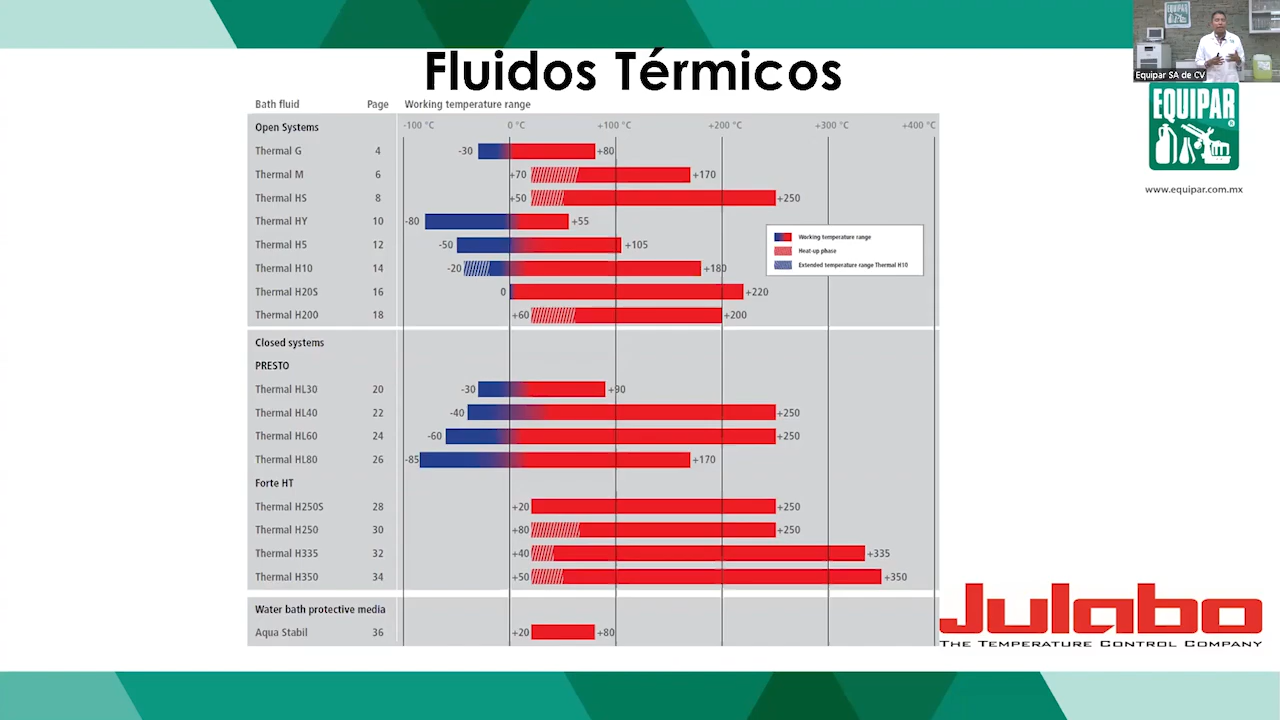 Fluidos Térmicos
EQUIPAR
Equipar SA de CV
EQUIPAR®
www.equipar.com.mx
Bath fluid Page Working temperature range
Open Systems -100 °C 0 °C +100 °C +200 °C +300 °C +400 °C
Thermal G 4 -30 +80
Thermal M 6 +70 +170
Thermal HS 8 +50 +250
Thermal HY 10 -80 +55
Thermal H5 12 -50 +105
Thermal H10 14 -20 +180
Thermal H20S 16 0 +220
Thermal H200 18 +60 +200
Working temperature range
Heat-up phase
Extended temperature range Thermal H10
Closed systems
PRESTO
Thermal HL30 20 -30 +90
Thermal HL40 22 -40 +250
Thermal HL60 24 -60 +250
Thermal HL80 26 -85 +170
Forte HT
Thermal H250S 28 +20 +250
Thermal H250 30 +80 +250
Thermal H335 32 +40 +335
Thermal H350 34 +50 +350
Water bath protective media
Aqua Stabil 36 +20 +80
Julabo
THE TEMPERATURE CONTROL COMPANY